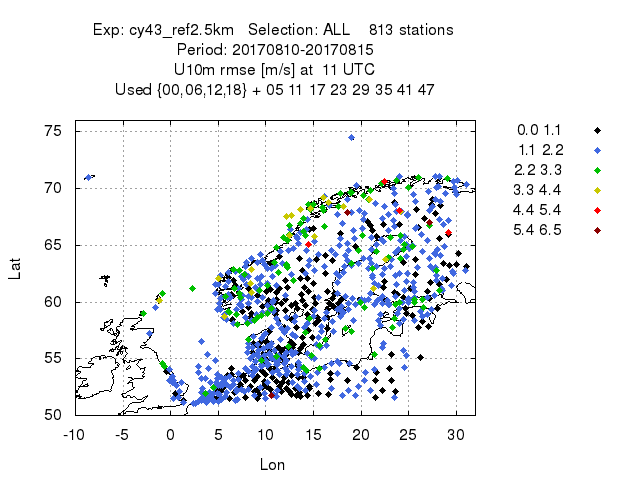 Exp: cy43_ref2.5km Selection: ALL 813 stations
Period: 20170810-20170815
U10m rmse [m/s] at 11 UTC
Used {00,06,12,18} + 05 11 17 23 29 35 41 47
75
70
65
60
55
50
Lat
-10 -5 0 5 10 15 20 25 30
Lon
0.0 1.1
1.1 2.2
2.2 3.3
3.3 4.4
4.4 5.4
5.4 6.5